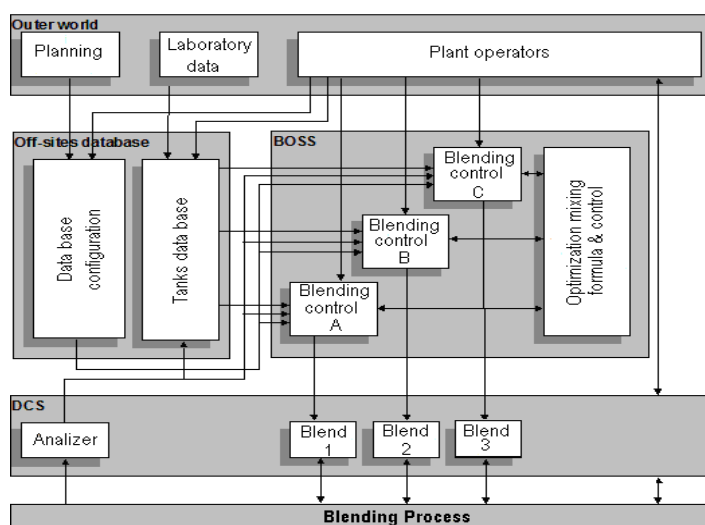 Outer world
Planning
Laboratory
data
Plant operators
Off-sites database
BOSS
Data base
configuration
Tanks data base
Blending
control
C
Blending
control
B
Blending
control
A
Optimization mixing
formula & control
DCS
Analizer
Blend
1
Blend
2
Blend
3
Blending Process